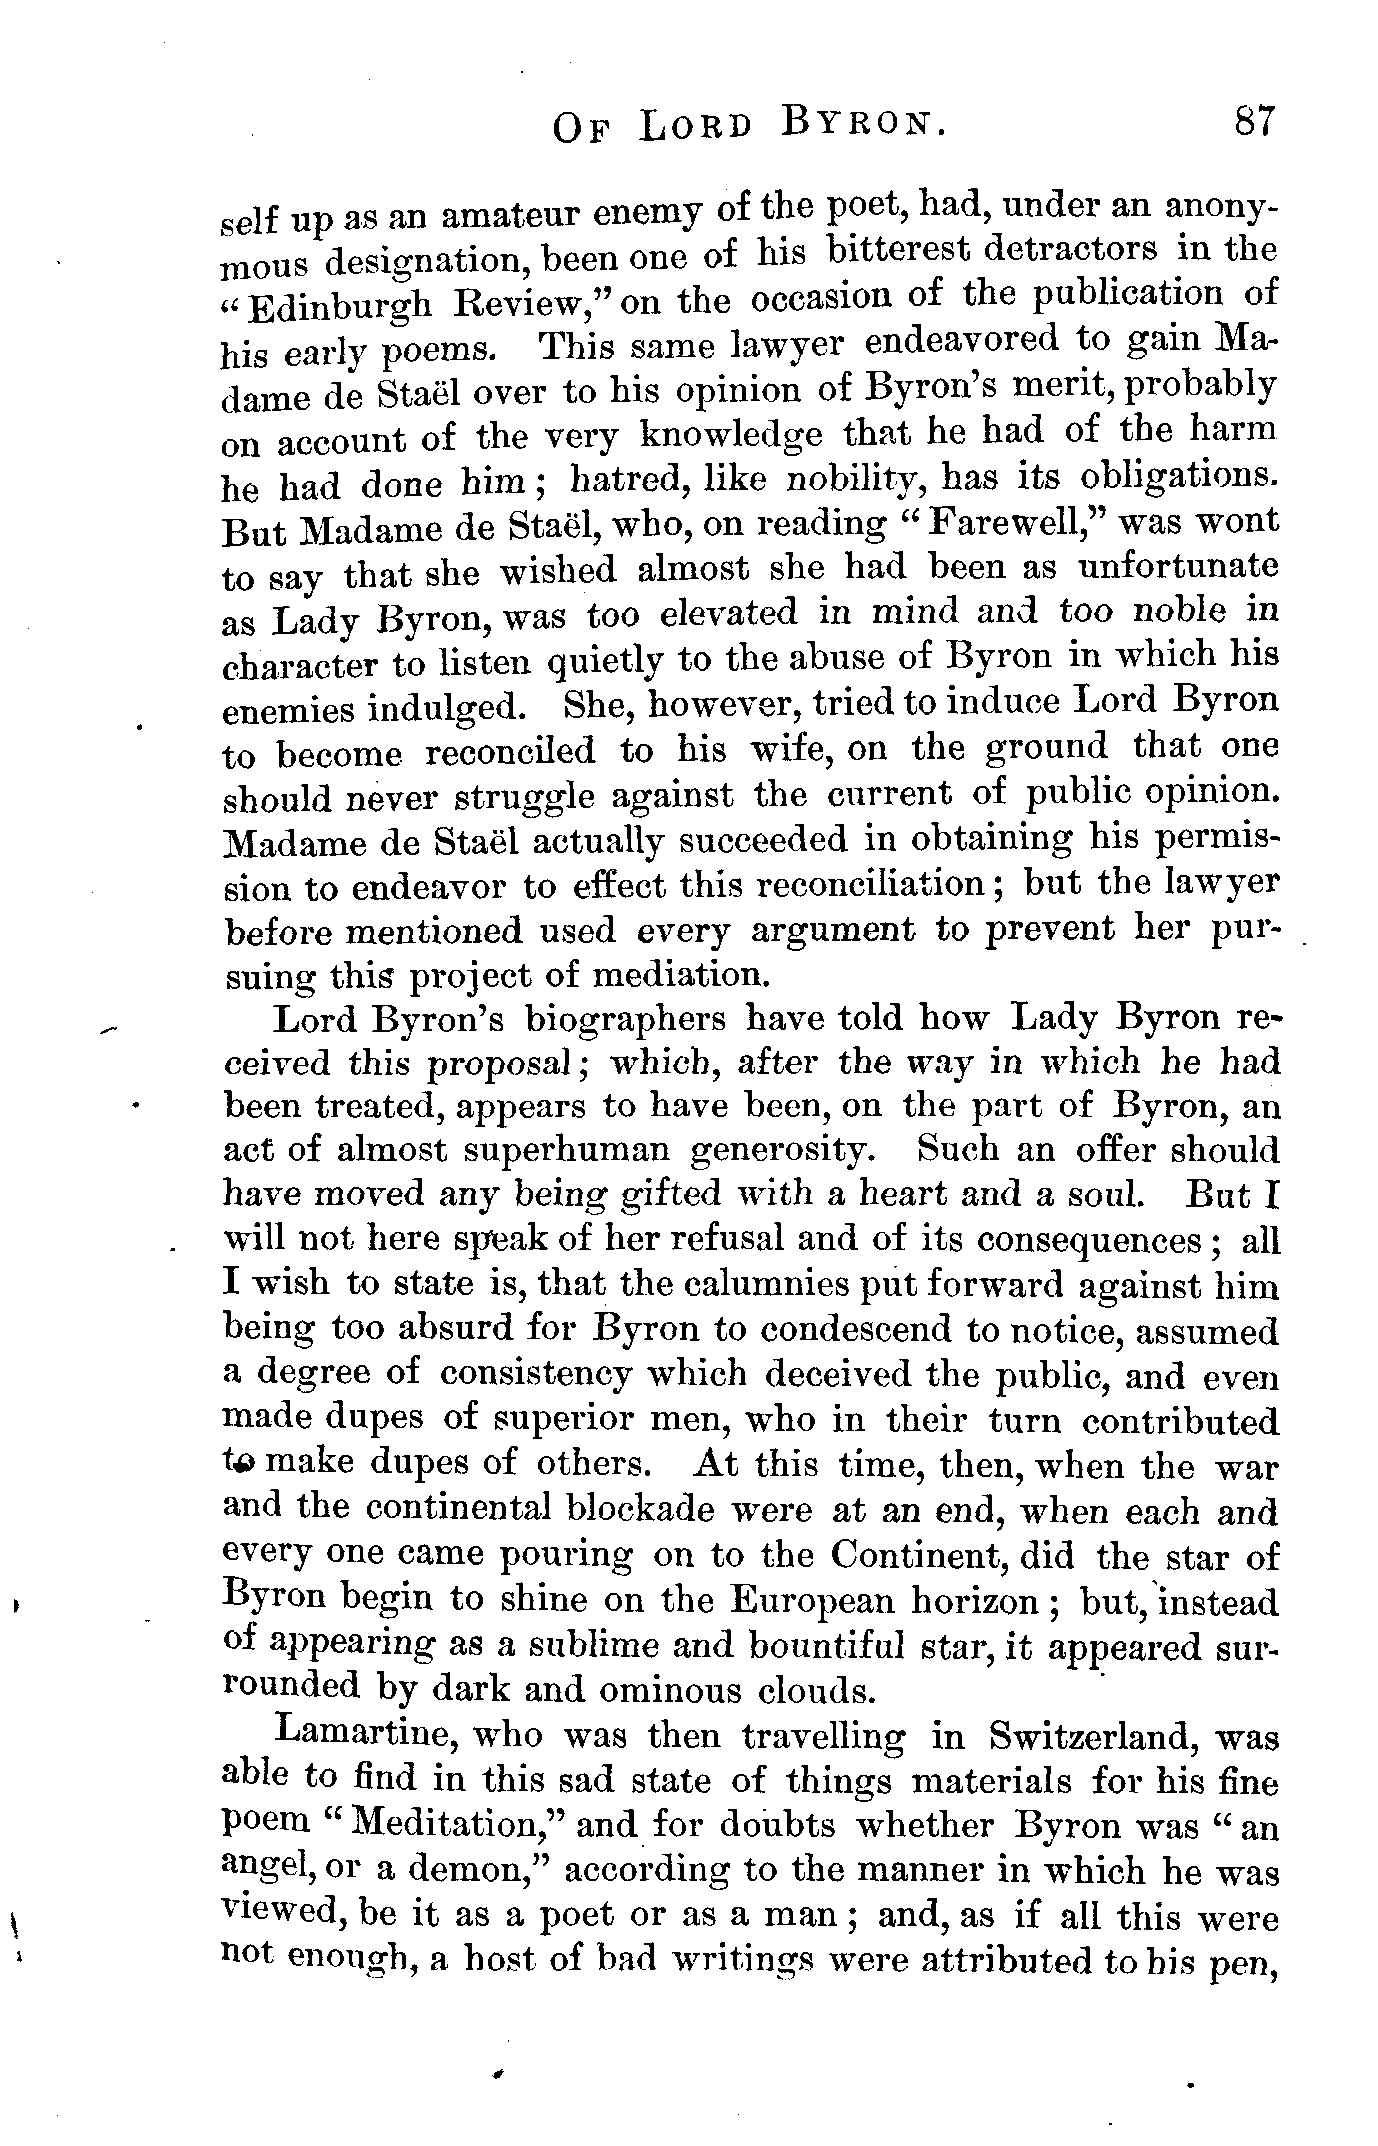 OF LORD BYRON. 87
self up as an amateur enemy of the poet, had, under an anony-
mous designation, been one of his bitterest detractors in the
“Edinburgh Review,” on the occasion of the publication of
his early poems. This same lawyer endeavored to gain Ma-
dame de Staël over to his opinion of Byron’s merit, probably
on account of the very knowledge that he had of the harm
he had done him; hatred, like nobility, has its obligations.
But Madame de Staël, who, on reading “Farewell,” was wont
to say that she wished almost she had been as unfortunate
as Lady Byron, was too elevated in mind and too noble in
character to listen quietly to the abuse of Byron in which his
enemies indulged. She, however, tried to induce Lord Byron
to become reconciled to his wife, on the ground that one
should never struggle against the current of public opinion.
Madame de Staël actually succeeded in obtaining his permis-
sion to endeavor to effect this reconciliation; but the lawyer
before mentioned used every argument to prevent her pur-
suing this project of mediation.
Lord Byron’s biographers have told how Lady Byron re-
ceived this proposal; which, after the way in which he had
been treated, appears to have been, on the part of Byron, an
act of almost superhuman generosity. Such an offer should
have moved any being gifted with a heart and a soul. But I
will not here speak of her refusal and of its consequences; all
I wish to state is, that the calumnies put forward against him
being too absurd for Byron to condescend to notice, assumed
a degree of consistency which deceived the public, and even
made dupes of superior men, who in their turn contributed
to make dupes of others. At this time, then, when the war
and the continental blockade were at an end, when each and
every one came pouring on to the Continent, did the star of
Byron begin to shine on the European horizon; but, instead
of appearing as a sublime and bountiful star, it appeared sur-
rounded by dark and ominous clouds.
Lamartine, who was then travelling in Switzerland, was
able to find in this sad state of things materials for his fine
poem “Meditation,” and for doubts whether Byron was “an
angel, or a demon,” according to the manner in which he was
viewed, be it as a poet or as a man; and, as if all this were
not enough, a host of bad writings were attributed to his pen,